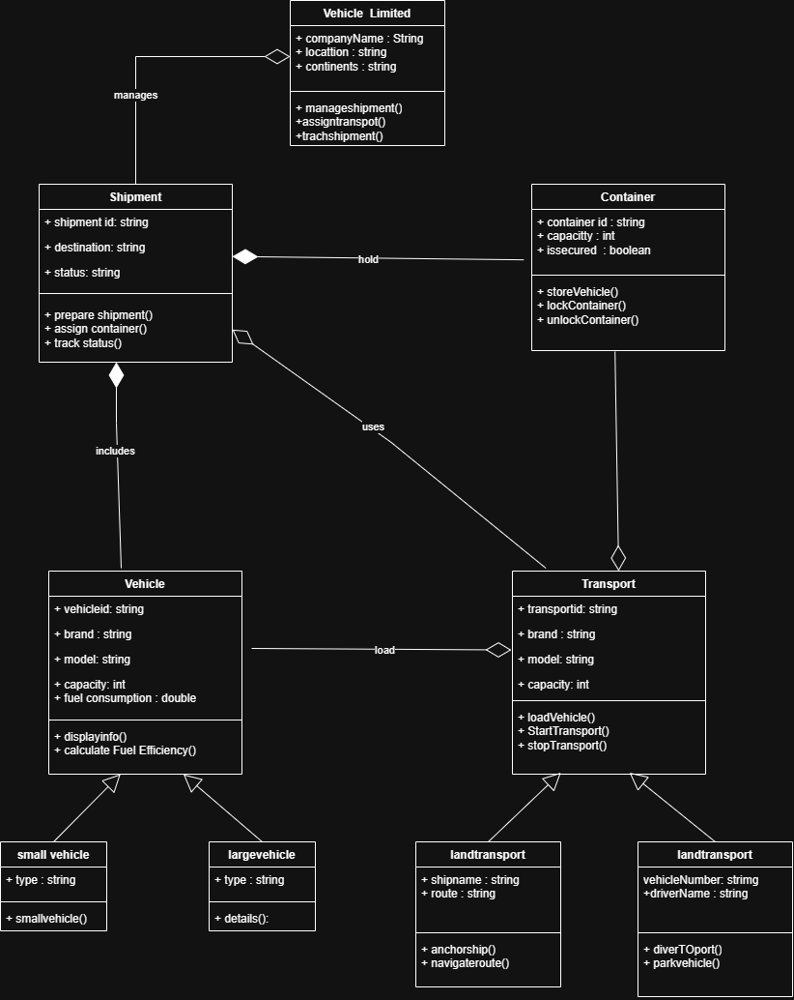 Vehicle Limited
+ companyName : String
+ locattion : string
+ continents : string
+ manageshipment()
+assigntranspot()
+trachshipment()
manages
Shipment
+ shipment id: string
+ destination: string
+ status: string
+ prepare shipment()
+ assign container()
+ track status()
hold
Container
+ container id : string
+ capacitty : int
+ issecured : boolean
+ storeVehicle()
+ lockContainer()
+ unlockContainer()
uses
includes
Vehicle
+ vehicleid: string
+ brand : string
+ model: string
+ capacity: int
+ fuel consumption : double
+ displayinfo()
+ calculate Fuel Efficiency()
load
Transport
+ transportid: string
+ brand : string
+ model: string
+ capacity: int
+ loadVehicle()
+ StartTransport()
+ stopTransport()
small vehicle
+ type : string
+ smallvehicle()
largevehicle
+ type : string
+ details():
landtransport
+ shipname : string
+ route : string
+ anchorship()
+ navigateroute()
landtransport
vehicleNumber: strimg
+driverName : string
+ diverTOport()
+ parkvehicle()